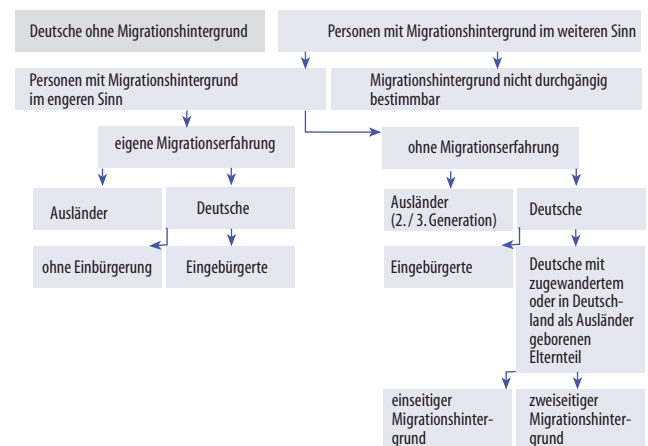 Deutsche ohne Migrationshintergrund
Personen mit Migrationshintergrund im weiteren Sinn
Personen mit Migrationshintergrund
im engeren Sinn
Migrationshintergrund nicht durchgängig
bestimmbar
eigene Migrationserfahrung
ohne Migrationserfahrung
Ausländer
Deutsche
Ausländer
(2. / 3. Generation)
Deutsche
ohne Einbürgerung
Eingebürgerte
Eingebürgerte
Deutsche mit
zugewandertem
oder in Deutsch-
land als Ausländer
geborenen
Elternteil
einseitiger
Migrationshinter-
grund
zweiseitiger
Migrationshinter-
grund